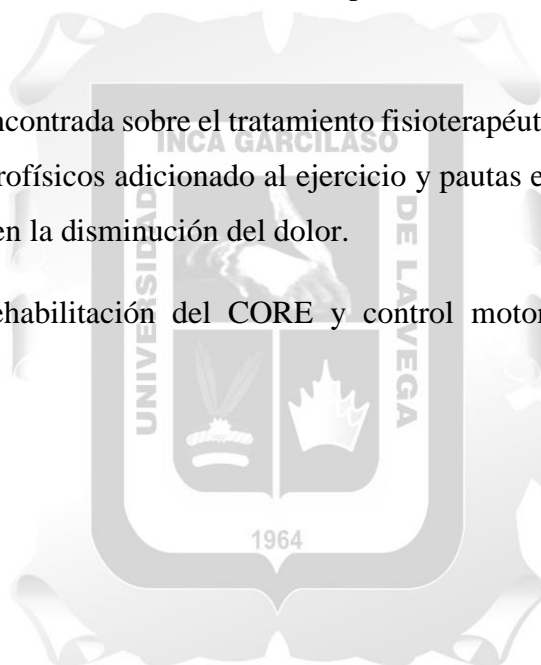 INCA GARCILASO
encontrada sobre el tratamiento fisioterapéut
rofísicos adicionado al ejercicio y pautas e
en la disminución del dolor.
ehabilitación del CORE y control motor
UNIVERSIDAD
DE LA VEGA
1964